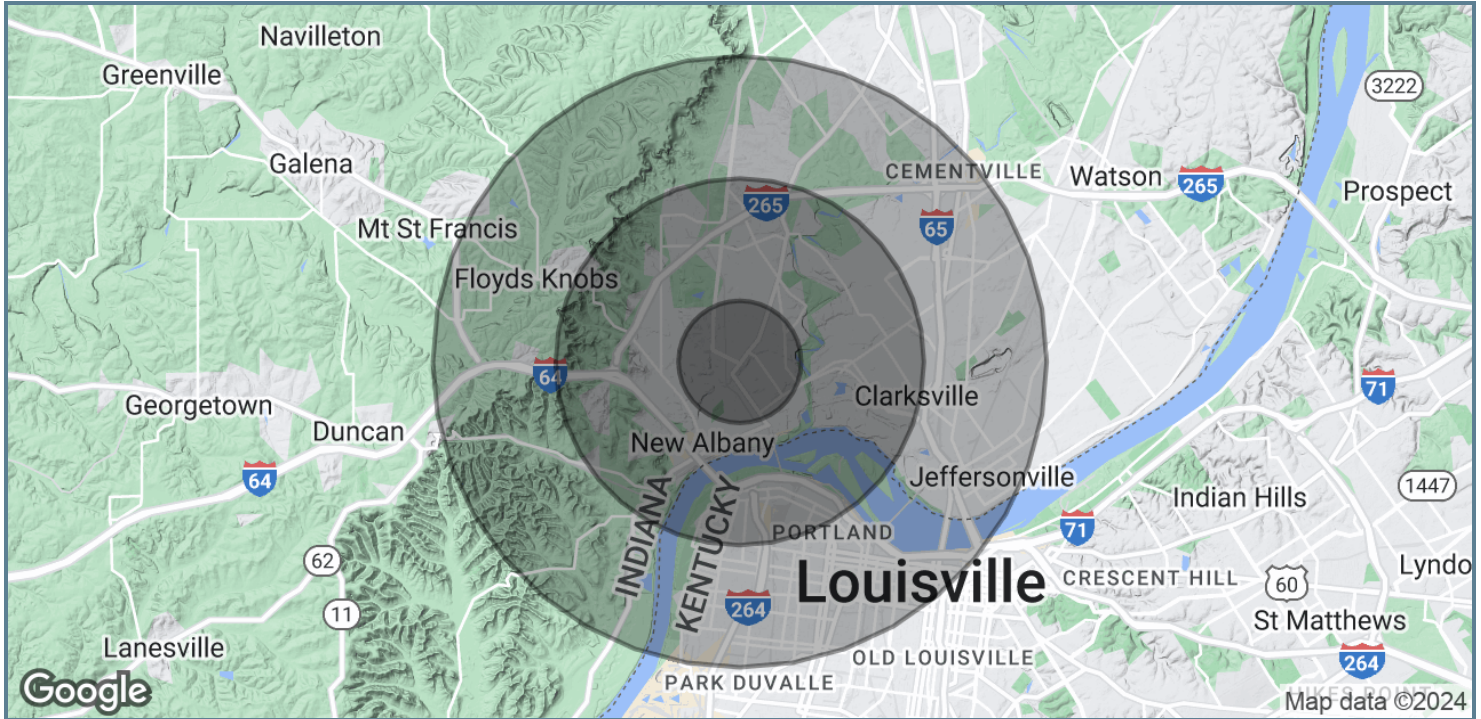 Navilleton
Greenville
3222
Galena
CEMENTVILLE
Watson
265
Prospect
265
Mt St Francis
65
Floyds Knobs
64
71
Georgetown
Clarksville
Duncan
New Albany
64
Jeffersonville
1447
Indian Hills
INDIANA
KENTUCKY
71
PORTLAND
62
Lyndo
Louisville
CRESCENT HILL
60
11
264
St Matthews
Lanesville
OLD LOUISVILLE
264
PARK DUVALLE
Google
Map data ©2024